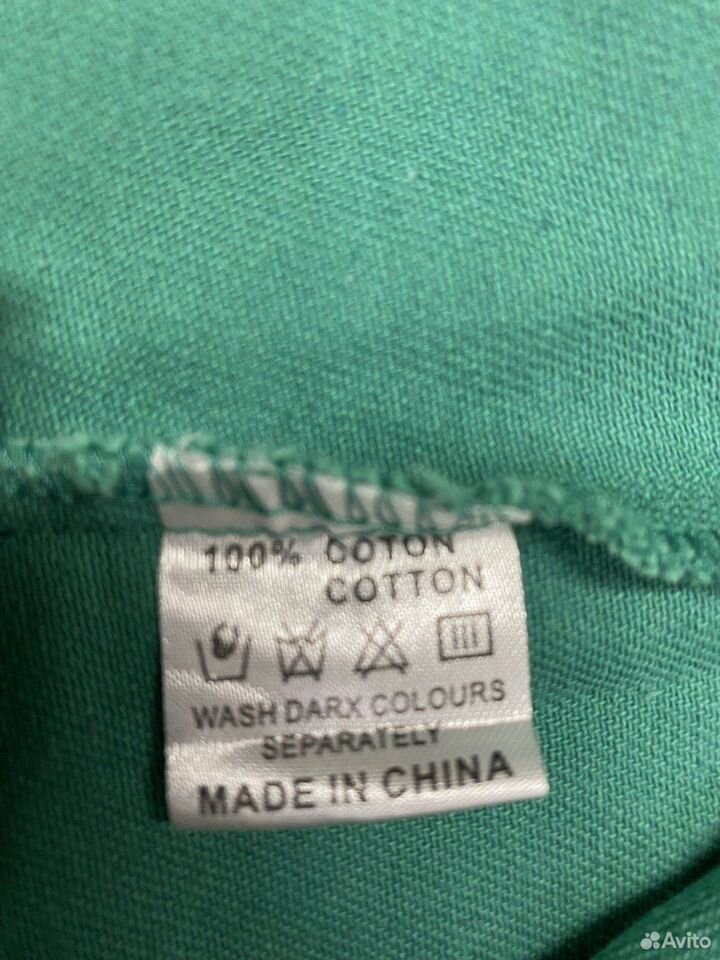 100% COTON
COTTON
WASH DARX COLOURS
SEPARATELY
MADE IN CHINA
Avito